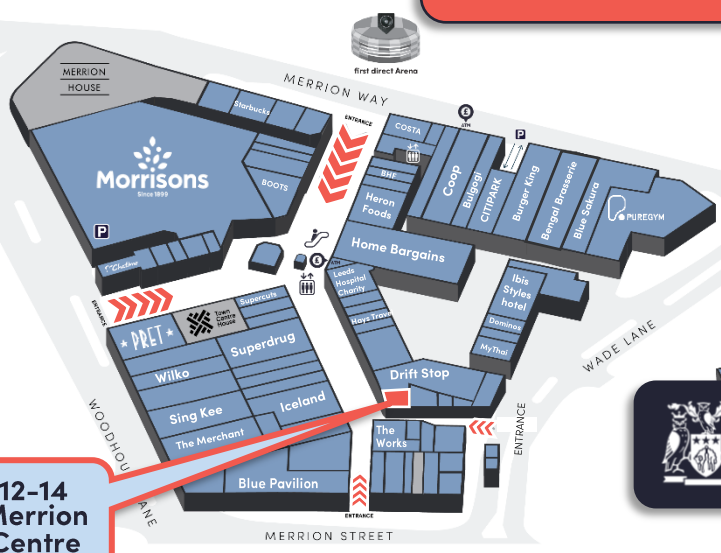 first direct Arena
MERRION WAY
MERRION
HOUSE
Starbucks
Morrisons
Since 1899
BOOTS
ENTRANCE
COSTA
ATM
P
BHF
Heron
Foods
Coop
Bulgogi
CITIPARK
Burger King
Bengal Brasserie
Blue Sakura
PUREGYM
Home Bargains
P
ATM
Leeds
Hospital
Charity
Hays Travel
Ibis
Styles
hotel
Dominos
MyThai
WADE LANE
ENTRANCE
PRET
Town
Centre
House
Supercuts
Superdrug
Wilko
Sing Kee
Iceland
The Merchant
Blue Pavilion
Drift Stop
The
Works
ENTRANCE
ENTRANCE
MERRION STREET
12-14
Merrion
Centre